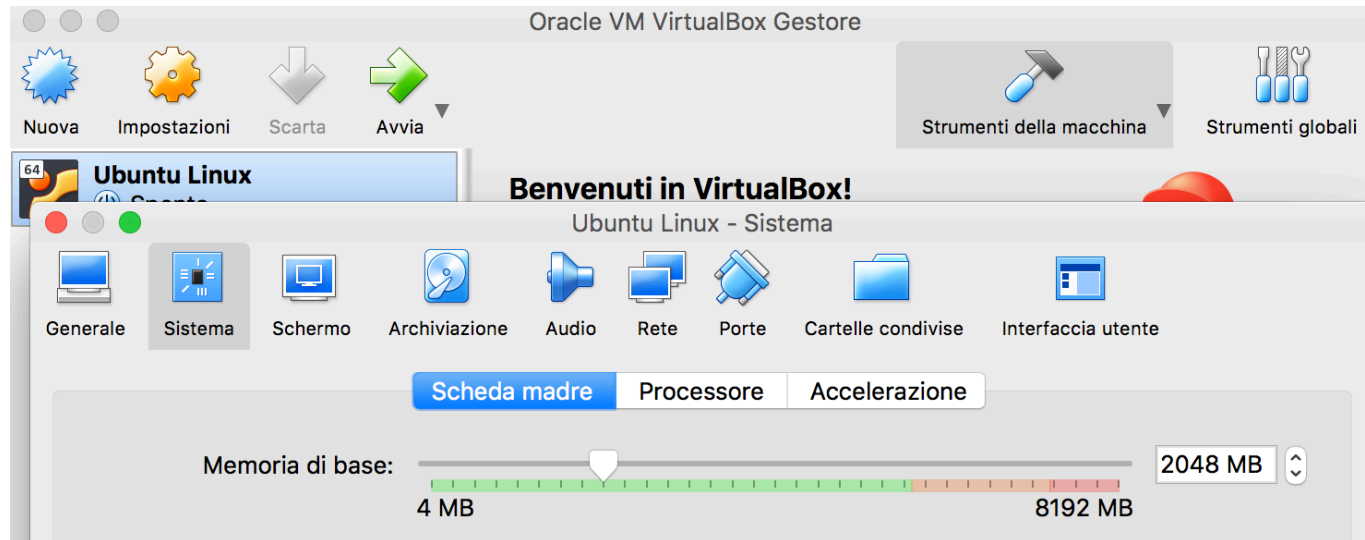 Oracle VM VirtualBox Gestore
Nuova Impostazioni Scarta Avvia Strumenti della macchina Strumenti globali
64 Ubuntu Linux
Benvenuti in VirtualBox!
Ubuntu Linux - Sistema
Generale Sistema Schermo Archiviazione Audio Rete Porte Cartelle condivise Interfaccia utente
Scheda madre Processore Accelerazione
Memoria di base: 2048 MB
4 MB 8192 MB